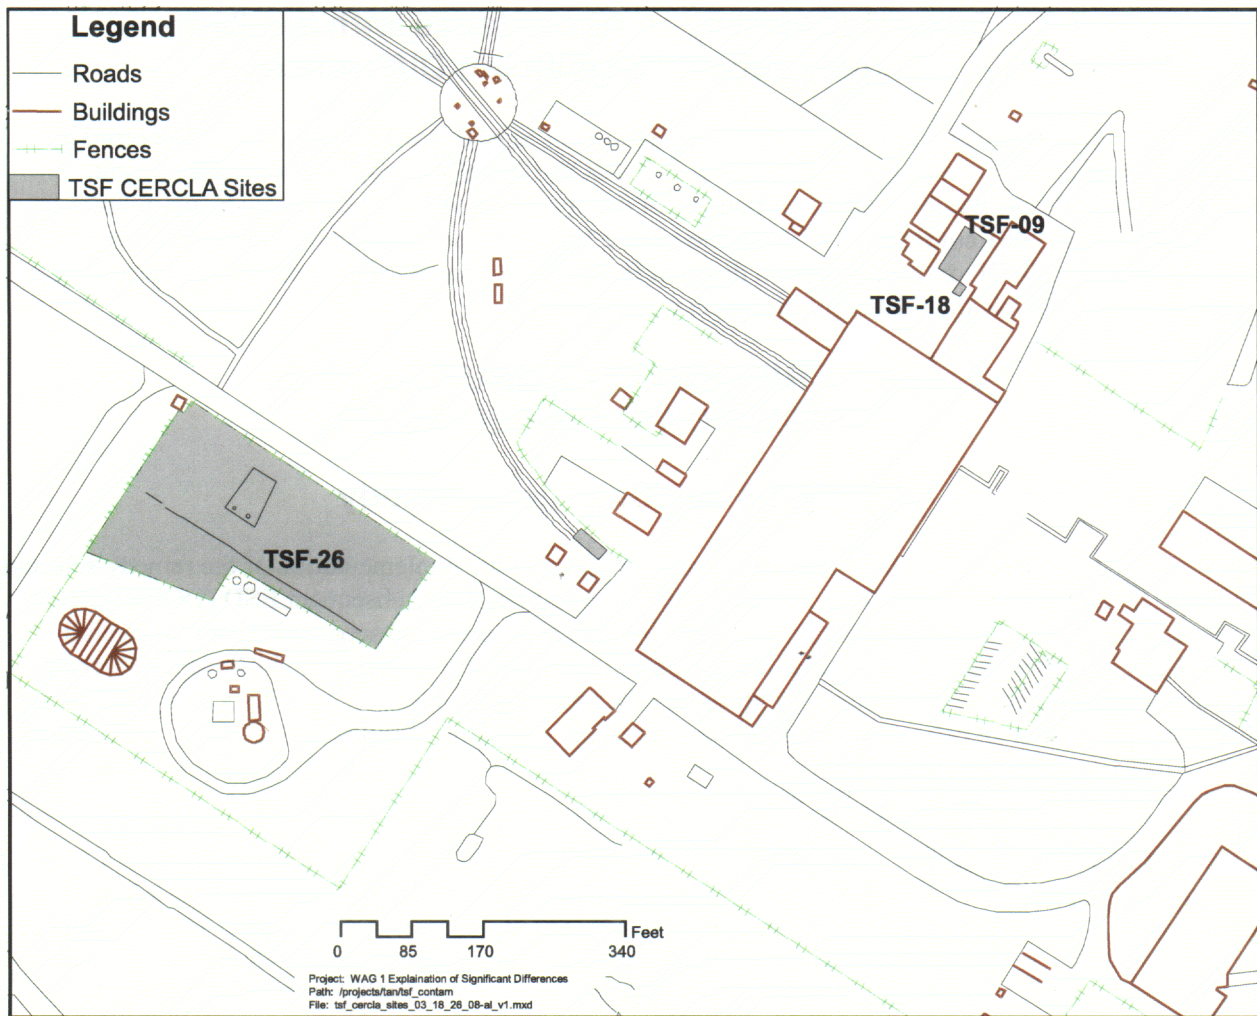 Legend
Roads
Buildings
Fences
TSF CERCLA Sites
TSF-09
TSF-18
TSF-26
Feet
0 85 170 340
Project: WAG 1 Explaination of Significant Differences
Path: /projects/tan/tsf_contam
File: tsf_cercla_sites_03_18_26_08-al_v1.mxd